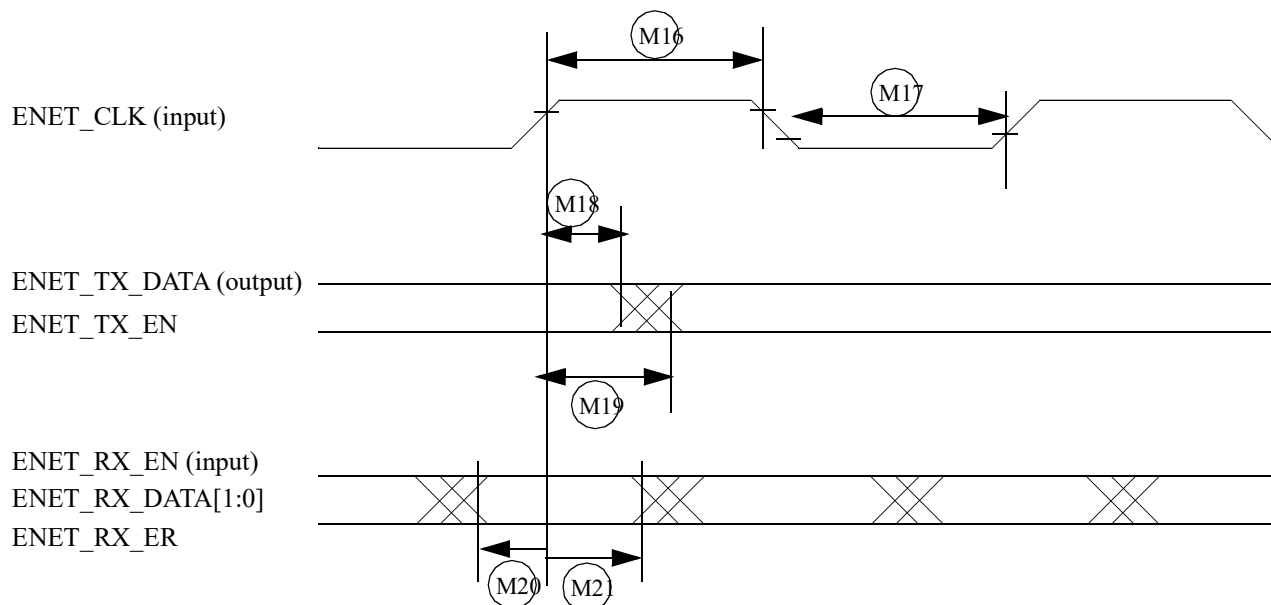 M16
M17
ENET_CLK (input)
M18
ENET_TX_DATA (output)
ENET_TX_EN
M19
ENET_RX_EN (input)
ENET_RX_DATA[1:0]
ENET_RX_ER
M20
M21